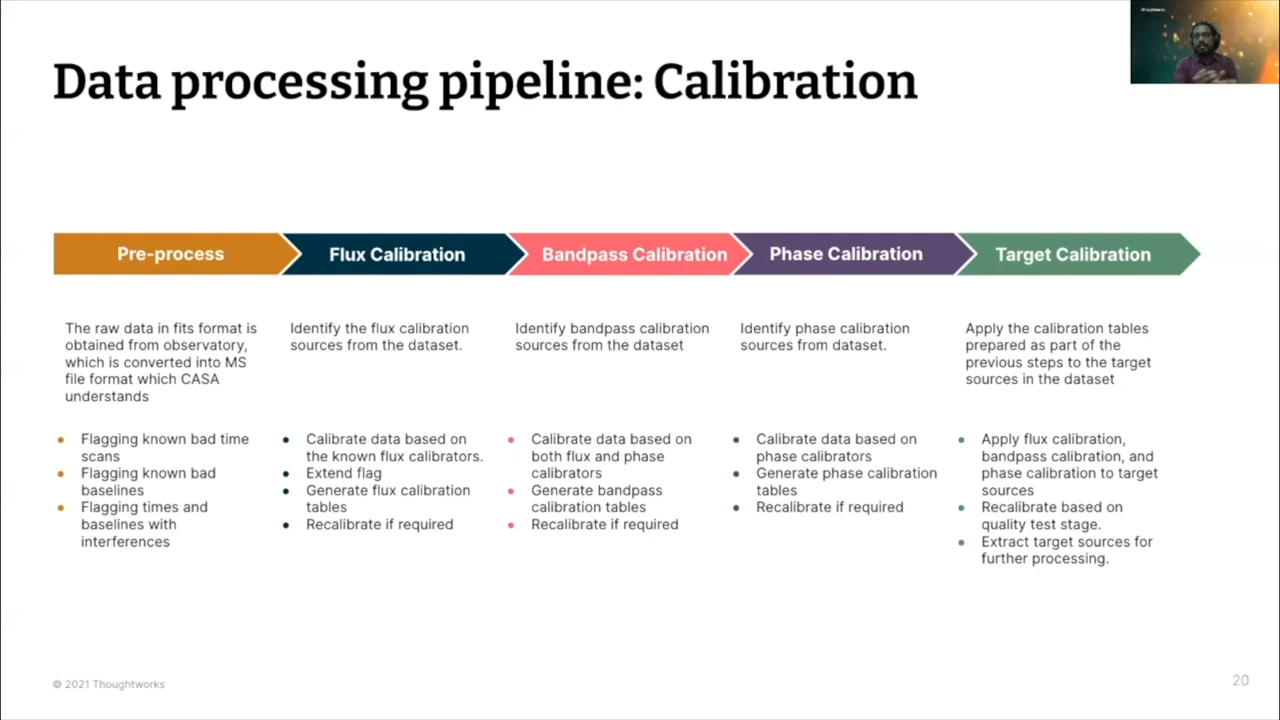 Data processing pipeline: Calibration
Pre-process
Flux Calibration
Bandpass Calibration
Phase Calibration
Target Calibration
The raw data in fits format is
obtained from observatory,
which is converted into MS
file format which CASA
understands
Flagging known bad time
scans
Flagging known bad
baselines
Flagging times and
baselines with
interferences
Identify the flux calibration
sources from the dataset.
Calibrate data based on
the known flux calibrators.
Extend flag
Generate flux calibration
tables
Recalibrate if required
Identify bandpass calibration
sources from the dataset
Calibrate data based on
both flux and phase
calibrators
Generate bandpass
calibration tables
Recalibrate if required
Identify phase calibration
sources from dataset.
Calibrate data based on
phase calibrators
Generate phase calibration
tables
Recalibrate if required
Apply the calibration tables
prepared as part of the
previous steps to the target
sources in the dataset
Apply flux calibration,
bandpass calibration, and
phase calibration to target
sources
Recalibrate based on
quality test stage.
Extract target sources for
further processing.
© 2021 Thoughtworks
20